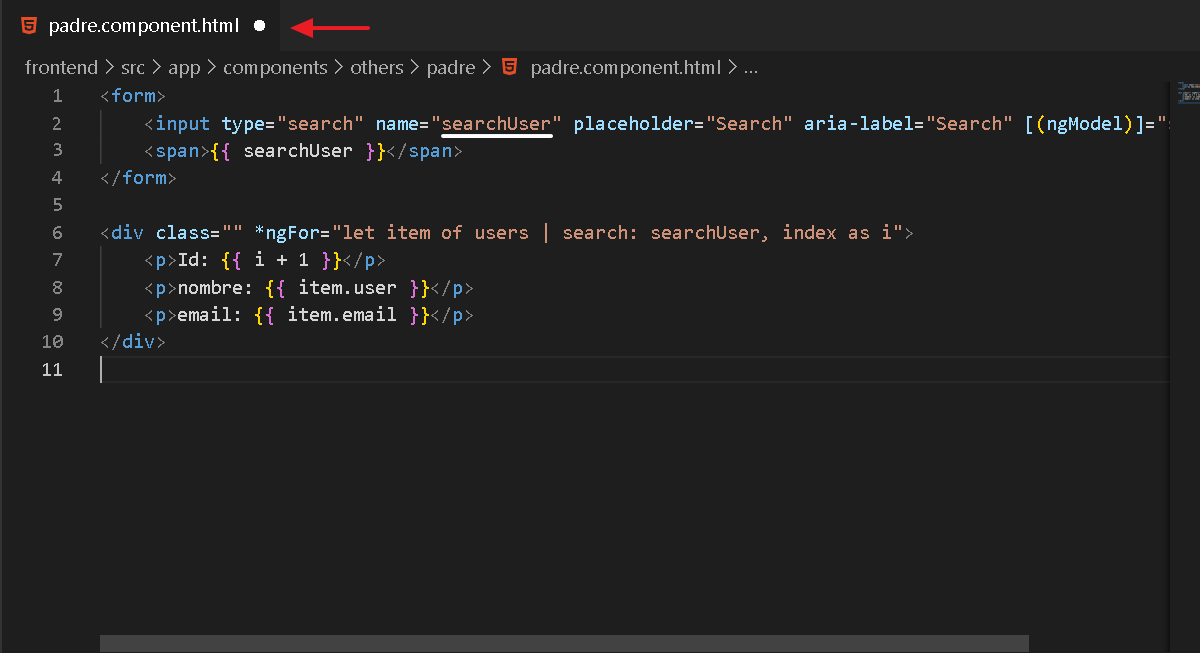 padre.component.html
frontend > src > app > components > others > padre > padre.component.html > ...
1 <form>
2 <input type="search" name="searchUser" placeholder="Search" aria-label="Search" [(ngModel)]="
3 <span>{{ searchUser }}</span>
4 </form>
5
6 <div class="" *ngFor="let item of users | search: searchUser, index as i">
7 <p>Id: {{ i + 1 }}</p>
8 <p>nombre: {{ item.user }}</p>
9 <p>email: {{ item.email }}</p>
10 </div>
11